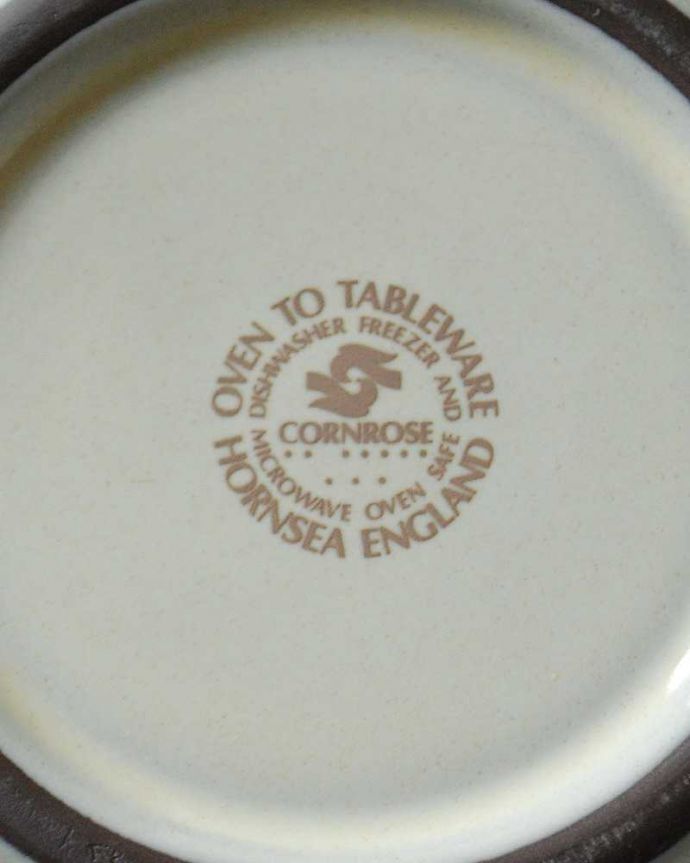 OVEN TO TABLEWARE
DISHWASHER FREEZER AND
CORNROSE
MICROWAVE OVEN SAFE
HORNSEA ENGLAND